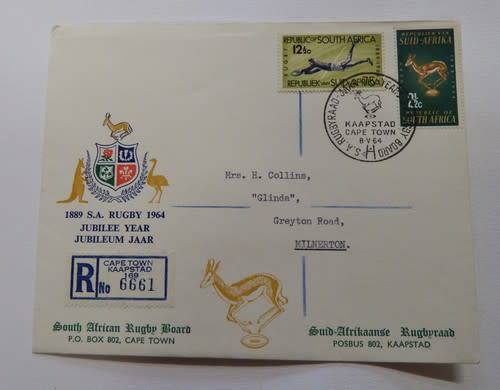 REPUBLIC OF SOUTH AFRICA
12½c
RUGBY
REPUBLIEK VAN SUID-AFRIKA
REPUBLIEK VAN
SUID-AFRIKA
2½c
REPUBLIC OF
SOUTH AFRICA
S.A. RUGBYRAAD
BOARD
KAAPSTAD
CAPE TOWN
8·V·64
Mrs. H. Collins,
"Glinda",
Greyton Road,
MILNERTON.
1889 S.A. RUGBY 1964
JUBILEE YEAR
JUBILEUM JAAR
CAPE TOWN
KAAPSTAD
169
R No 6661
South African Rugby Board
P.O. BOX 802, CAPE TOWN
Suid-Afrikaanse Rugbyraad
POSBUS 802, KAAPSTAD